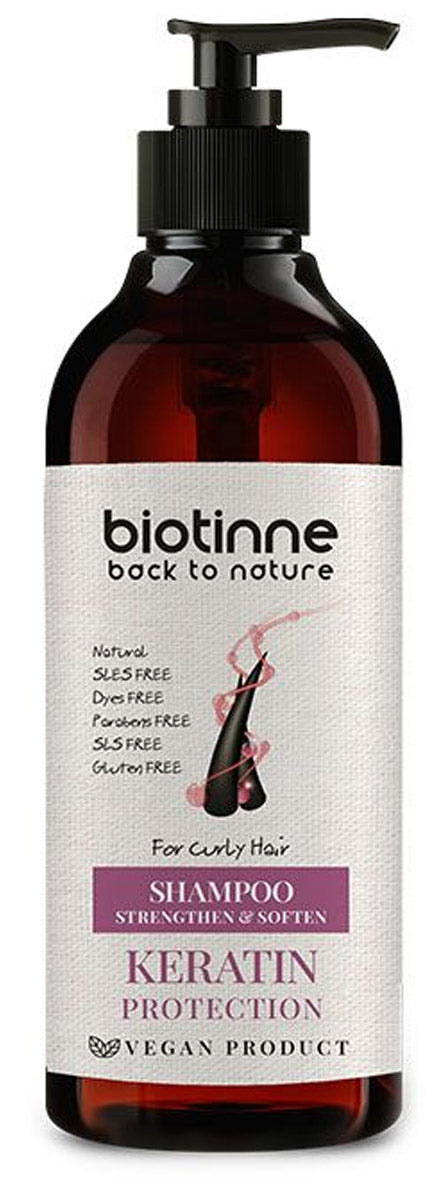 biotinne
back to nature
Natural
SLES FREE
Dyes FREE
Parabens FREE
SLS FREE
Gluten FREE
For Curly Hair
SHAMPOO
STRENGTHEN & SOFTEN
KERATIN
PROTECTION
VEGAN PRODUCT